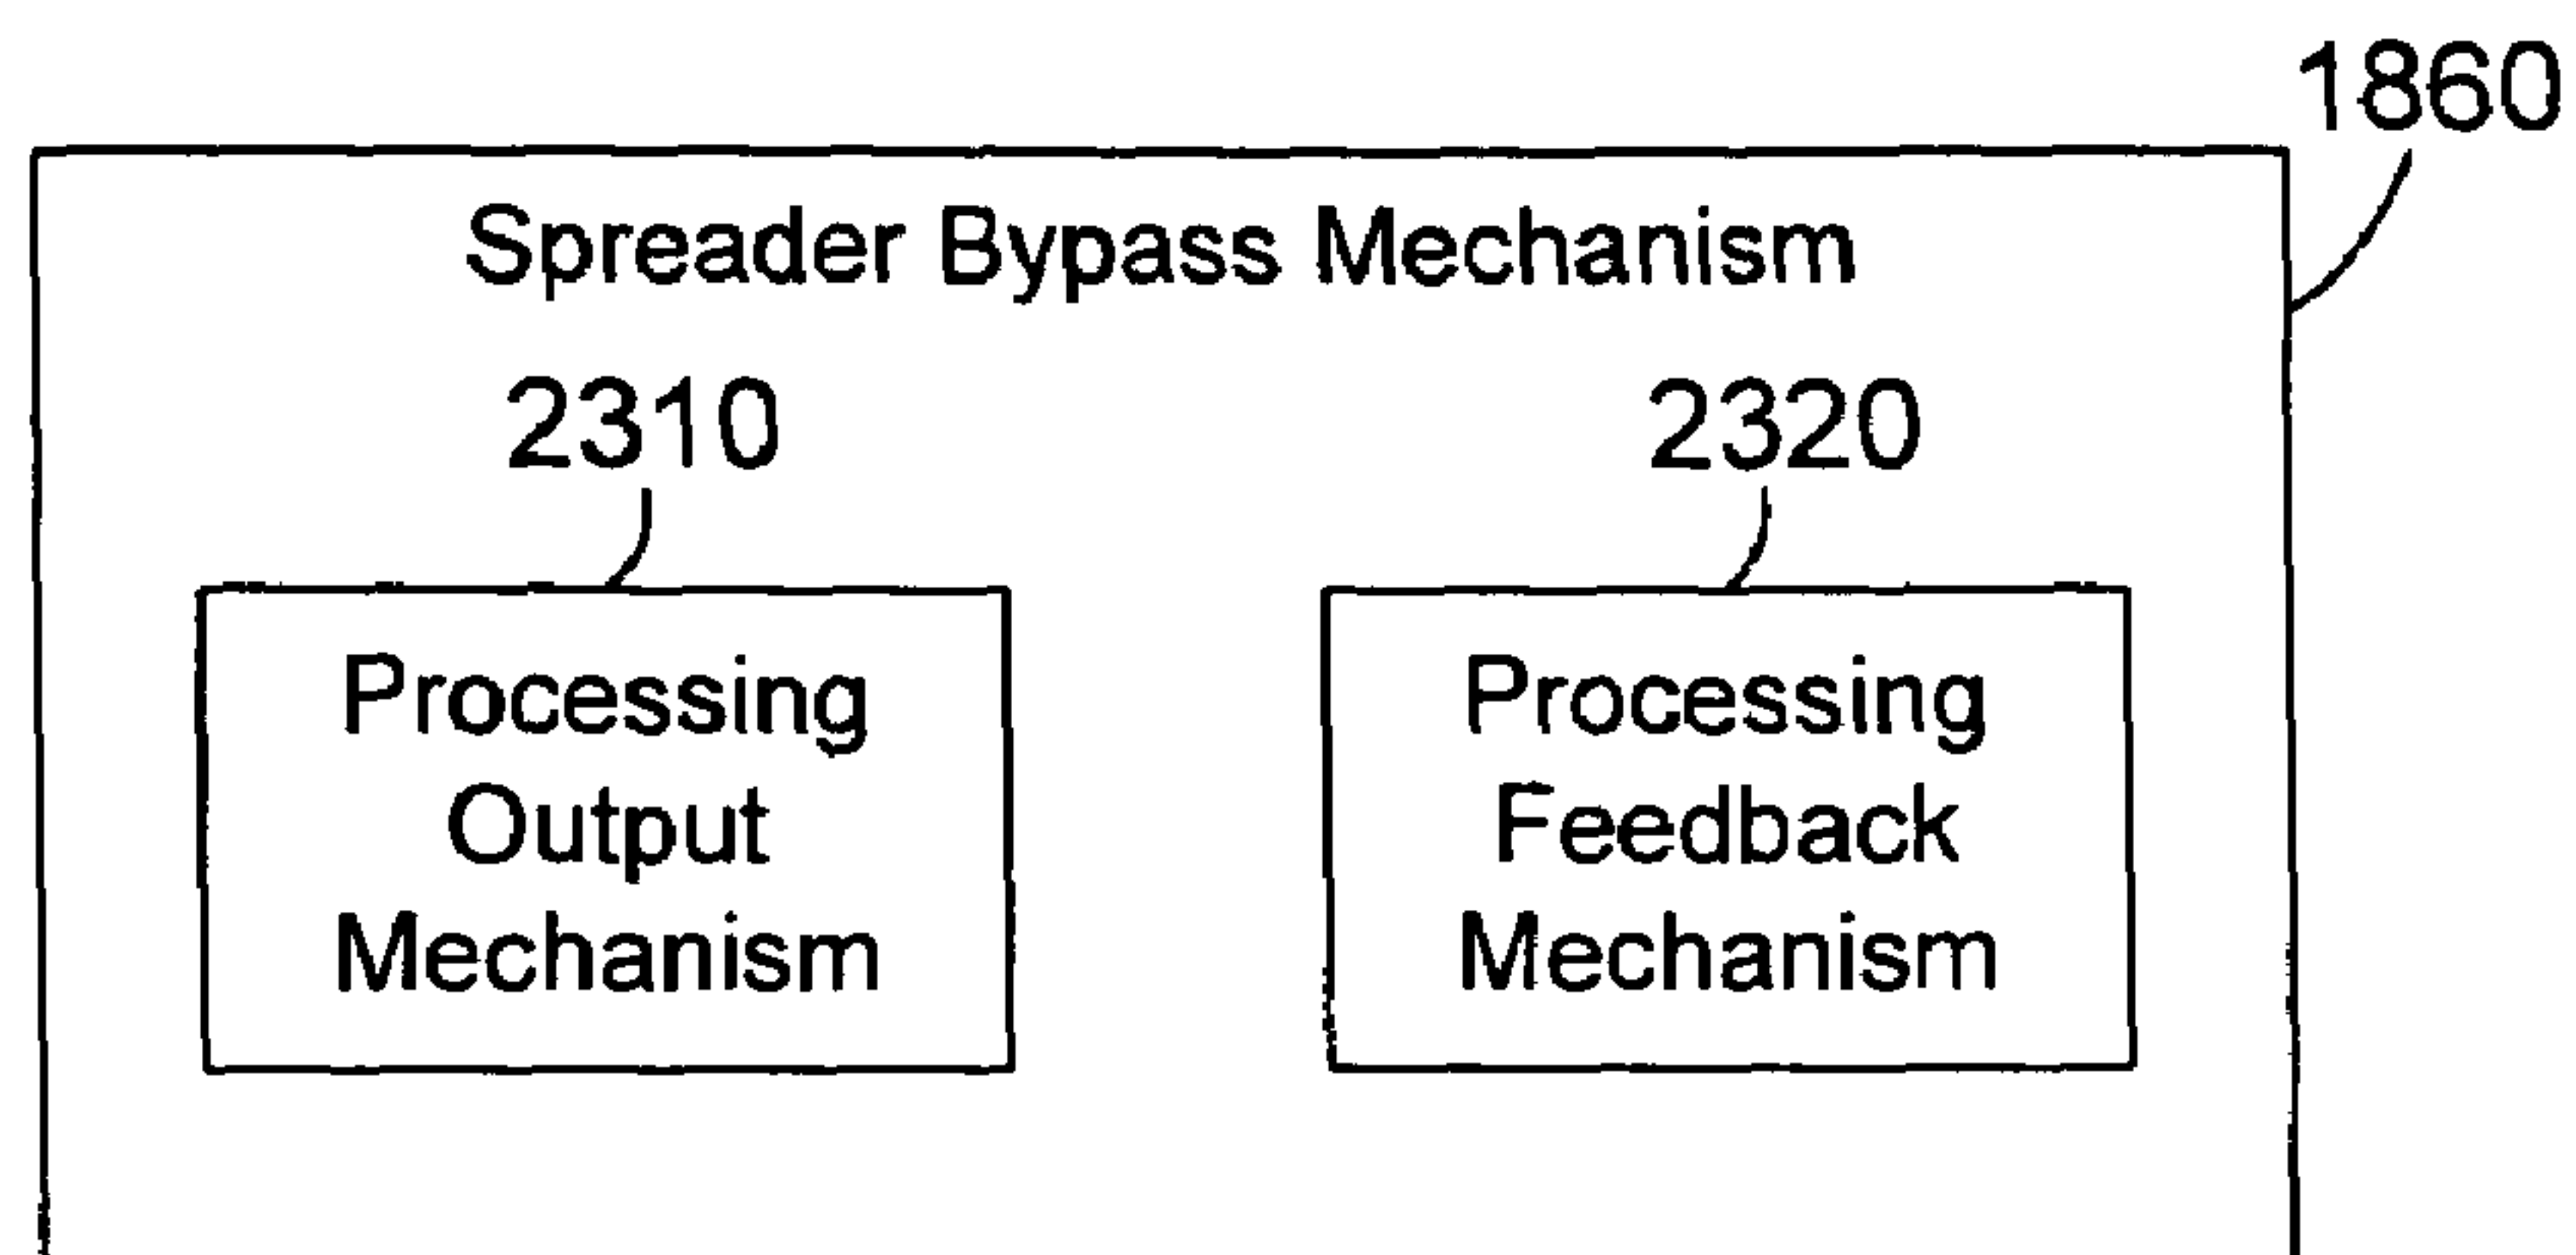 1860
Spreader Bypass Mechanism
2310
2320
Processing
Output
Mechanism
Processing
Feedback
Mechanism